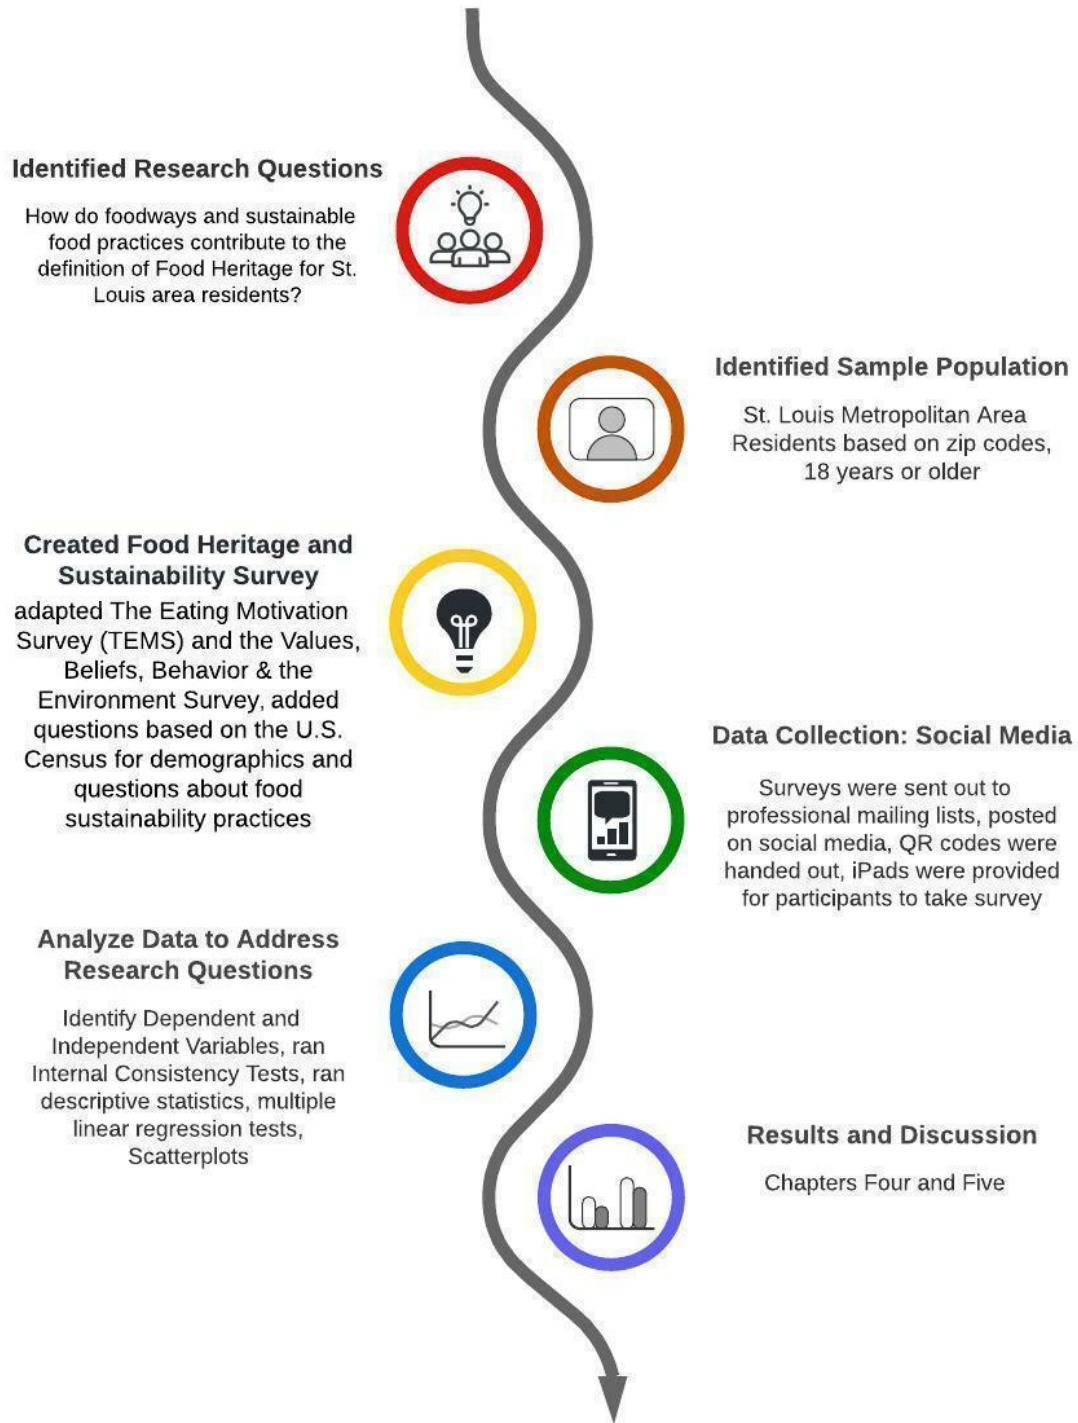 Identified Research Questions
How do foodways and sustainable
food practices contribute to the
definition of Food Heritage for St.
Louis area residents?
Identified Sample Population
St. Louis Metropolitan Area
Residents based on zip codes,
18 years or older
Created Food Heritage and
Sustainability Survey
adapted The Eating Motivation
Survey (TEMS) and the Values,
Beliefs, Behavior & the
Environment Survey, added
questions based on the U.S.
Census for demographics and
questions about food
sustainability practices
Data Collection: Social Media
Surveys were sent out to
professional mailing lists, posted
on social media, QR codes were
handed out, iPads were provided
for participants to take survey
Analyze Data to Address
Research Questions
Identify Dependent and
Independent Variables, ran
Internal Consistency Tests, ran
descriptive statistics, multiple
linear regression tests,
Scatterplots
Results and Discussion
Chapters Four and Five